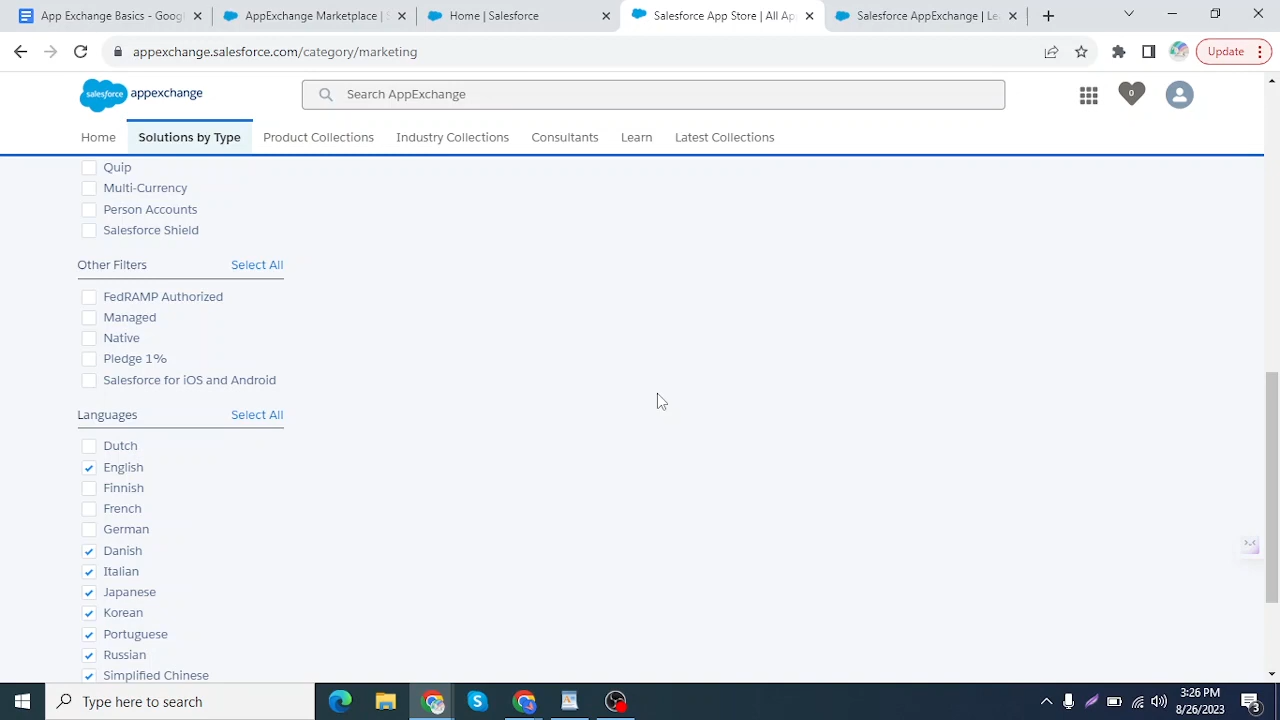 App Exchange Basics - Googl
AppExchange Marketplace | S
Home | Salesforce
Salesforce App Store | All Ap
Salesforce AppExchange | Le
appexchange.salesforce.com/category/marketing
Update
salesforce
appexchange
Search AppExchange
0
Home
Solutions by Type
Product Collections
Industry Collections
Consultants
Learn
Latest Collections
Quip
Multi-Currency
Person Accounts
Salesforce Shield
Other Filters
Select All
FedRAMP Authorized
Managed
Native
Pledge 1%
Salesforce for iOS and Android
Languages
Select All
Dutch
English
Finnish
French
German
Danish
Italian
Japanese
Korean
Portuguese
Russian
Simplified Chinese
Type here to search
3:26 PM
8/26/2023
3